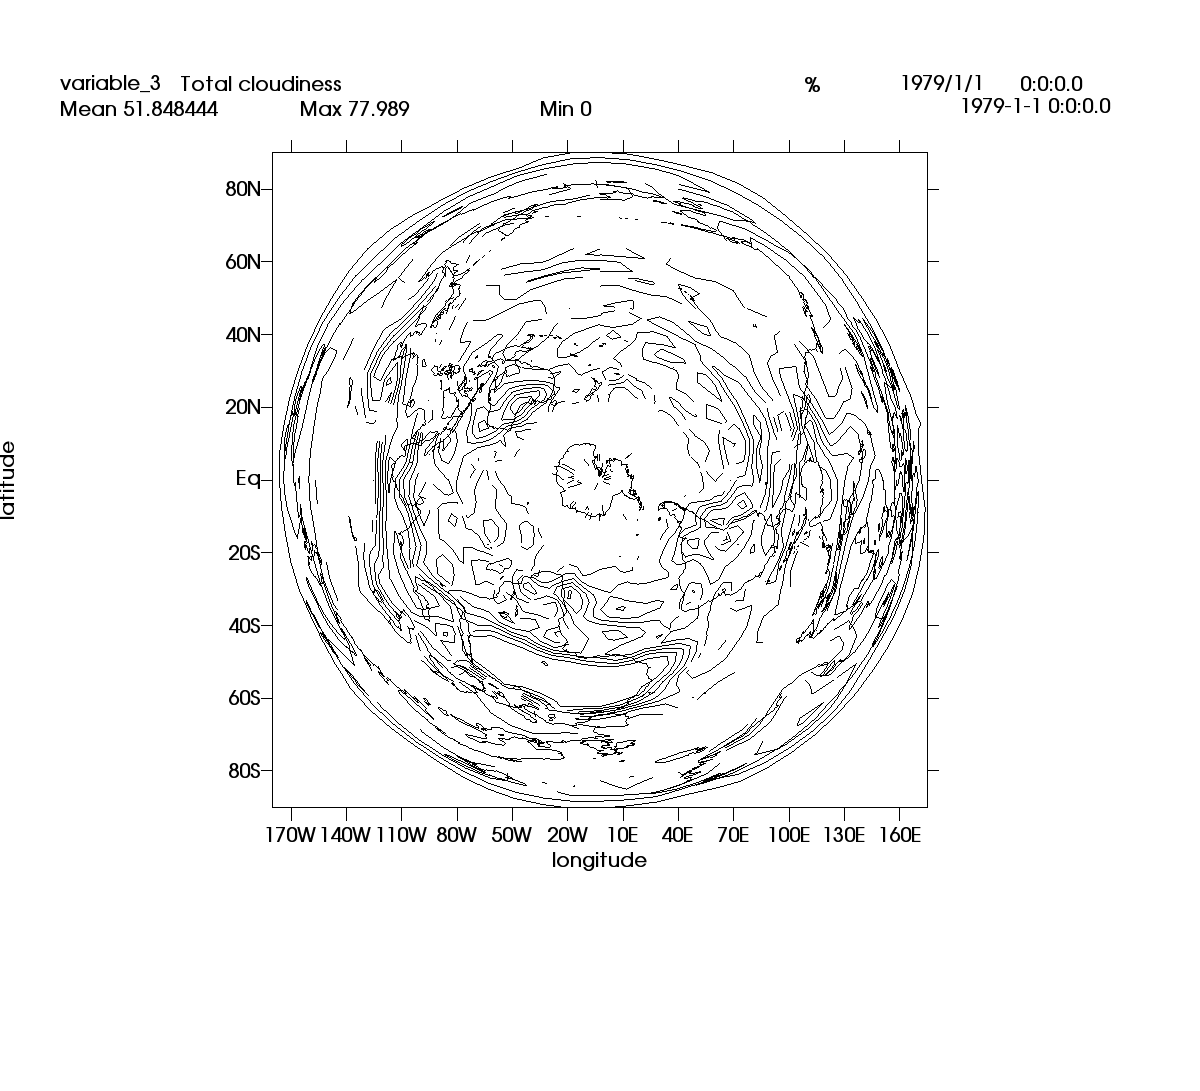 variable_3 Total cloudiness % 1979/1/1 0:0:0.0
Mean 51.848444 Max 77.989 Min 0 1979-1-1 0:0:0.0
80N
60N
40N
20N
Eq
20S
40S
60S
80S
latitude
170W 140W 110W 80W 50W 20W 10E 40E 70E 100E 130E 160E
longitude